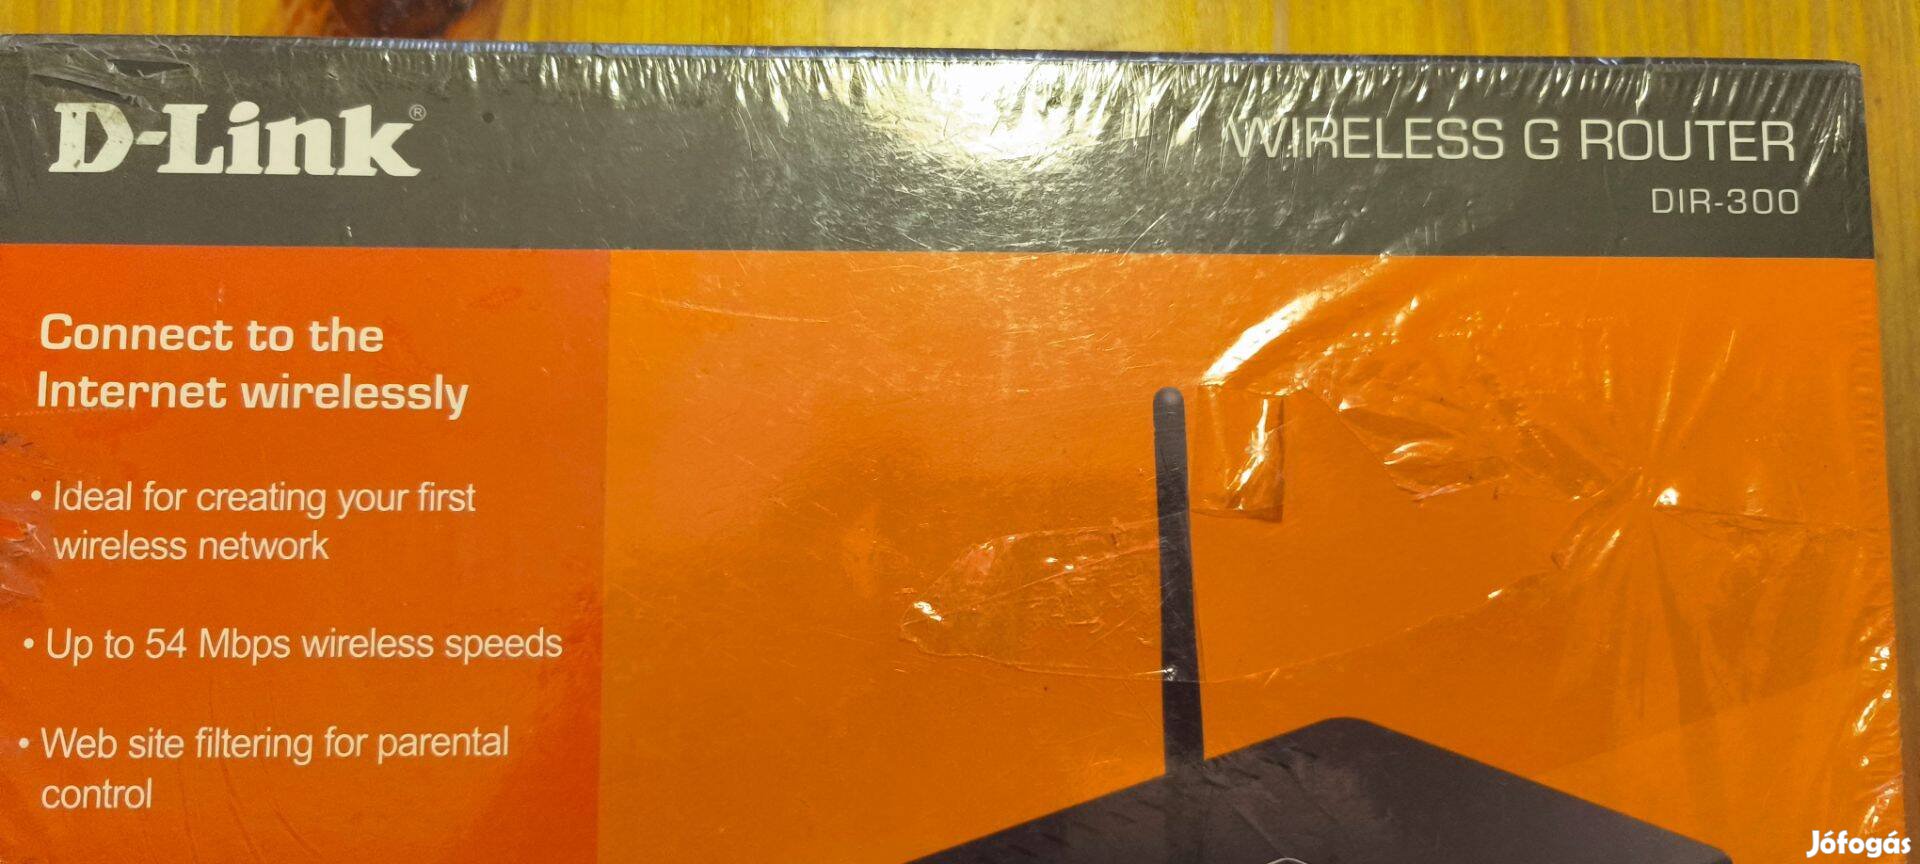 D-Link®
WIRELESS G ROUTER
DIR-300
Connect to the
Internet wirelessly
• Ideal for creating your first
wireless network
• Up to 54 Mbps wireless speeds
• Web site filtering for parental
control
Jófogás